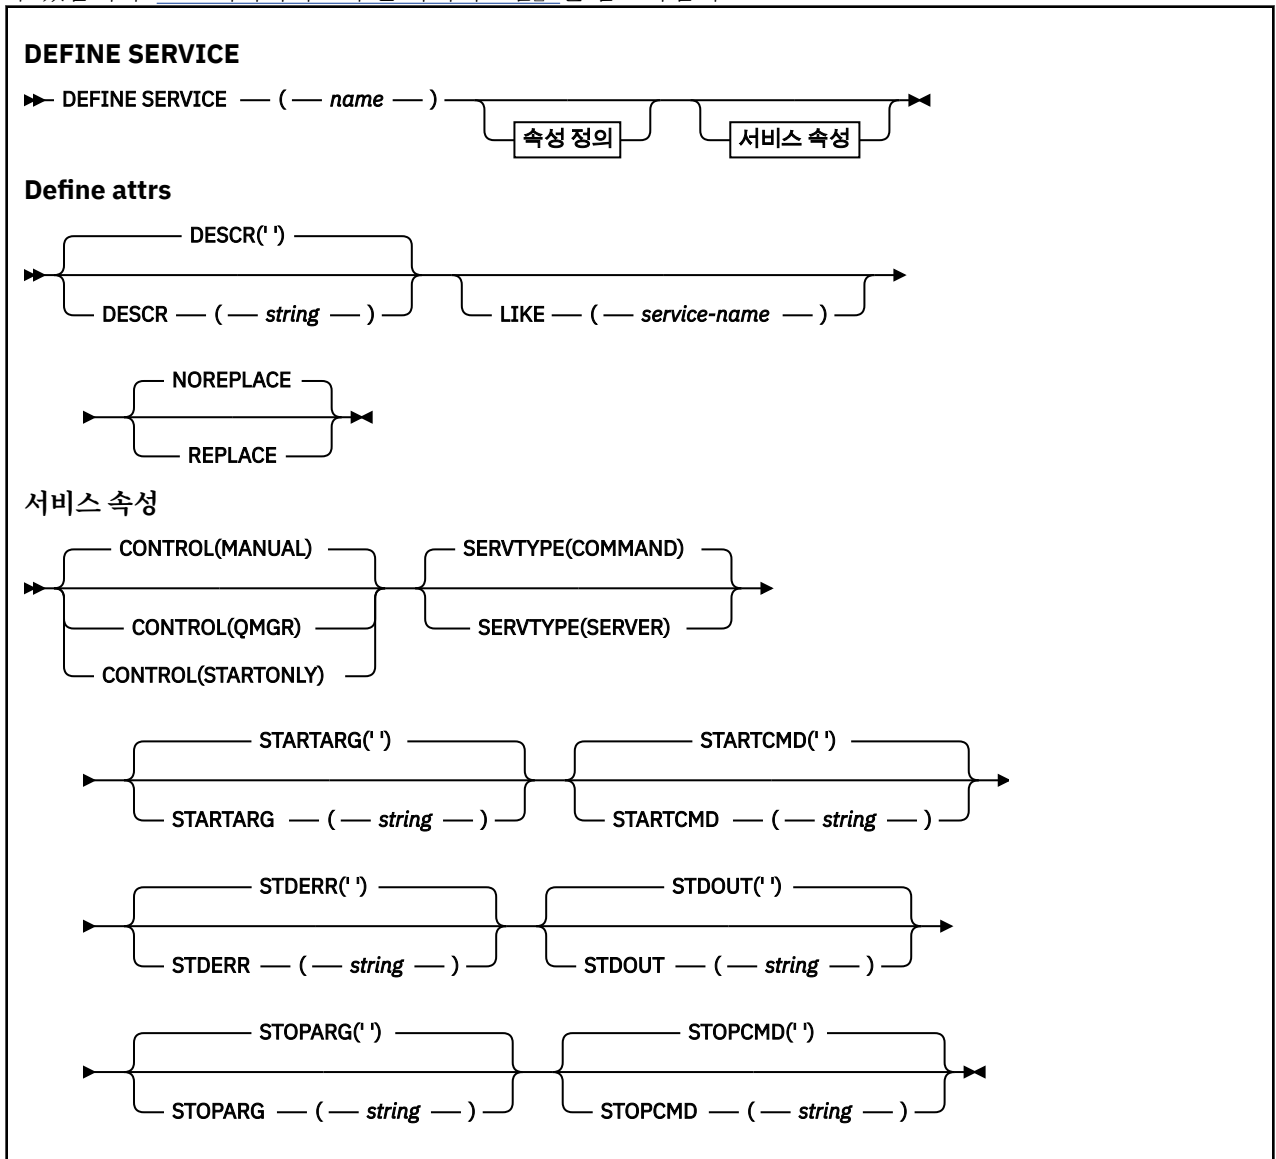 DEFINE SERVICE
DEFINE SERVICE ( name )
속성 정의 서비스 속성
Define attrs
DESCR(' ')
DESCR ( string ) LIKE ( service-name )
NOREPLACE
REPLACE
서비스 속성
CONTROL(MANUAL) SERVTYPE(COMMAND)
CONTROL(QMGR) SERVTYPE(SERVER)
CONTROL(STARTONLY)
STARTARG(' ') STARTCMD(' ')
STARTARG ( string ) STARTCMD ( string )
STDERR(' ') STDOUT(' ')
STDERR ( string ) STDOUT ( string )
STOPARG(' ') STOPCMD(' ')
STOPARG ( string ) STOPCMD ( string )